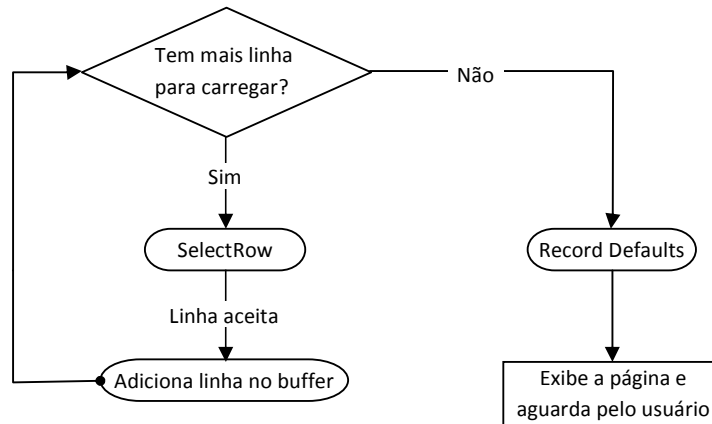 Tem mais linha
para carregar?
Não
Sim
SelectRow
Record Defaults
Linha aceita
Adiciona linha no buffer
Exibe a página e
aguarda pelo usuário